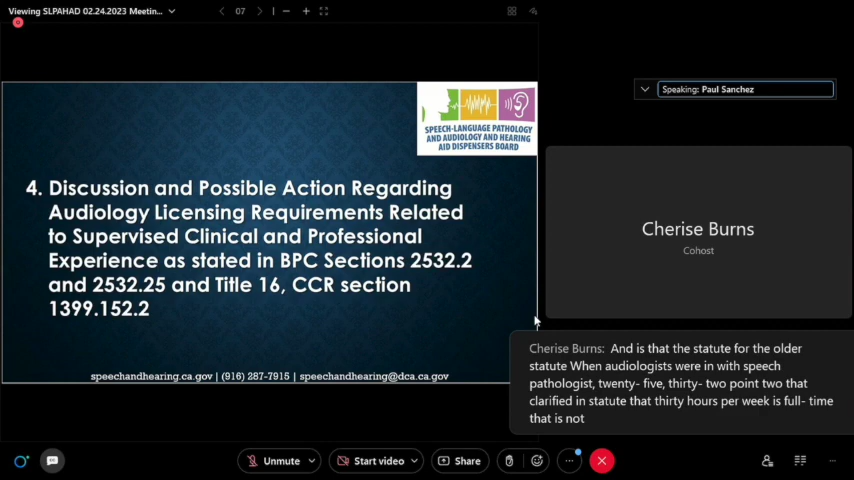 Viewing SLPAHAD 02.24.2023 Meetin...
07
Speaking: Paul Sanchez
SPEECH-LANGUAGE PATHOLOGY
AND AUDIOLOGY AND HEARING
AID DISPENSERS BOARD
4. Discussion and Possible Action Regarding
Audiology Licensing Requirements Related
to Supervised Clinical and Professional
Experience as stated in BPC Sections 2532.2
and 2532.25 and Title 16, CCR section
1399.152.2
speechandhearing.ca.gov | (916) 287-7915 | speechandhearing@dca.ca.gov
Cherise Burns
Cohost
Cherise Burns: And is that the statute for the older
statute When audiologists were in with speech
pathologist, twenty- five, thirty- two point two that
clarified in statute that thirty hours per week is full- time
that is not
Unmute
Start video
Share